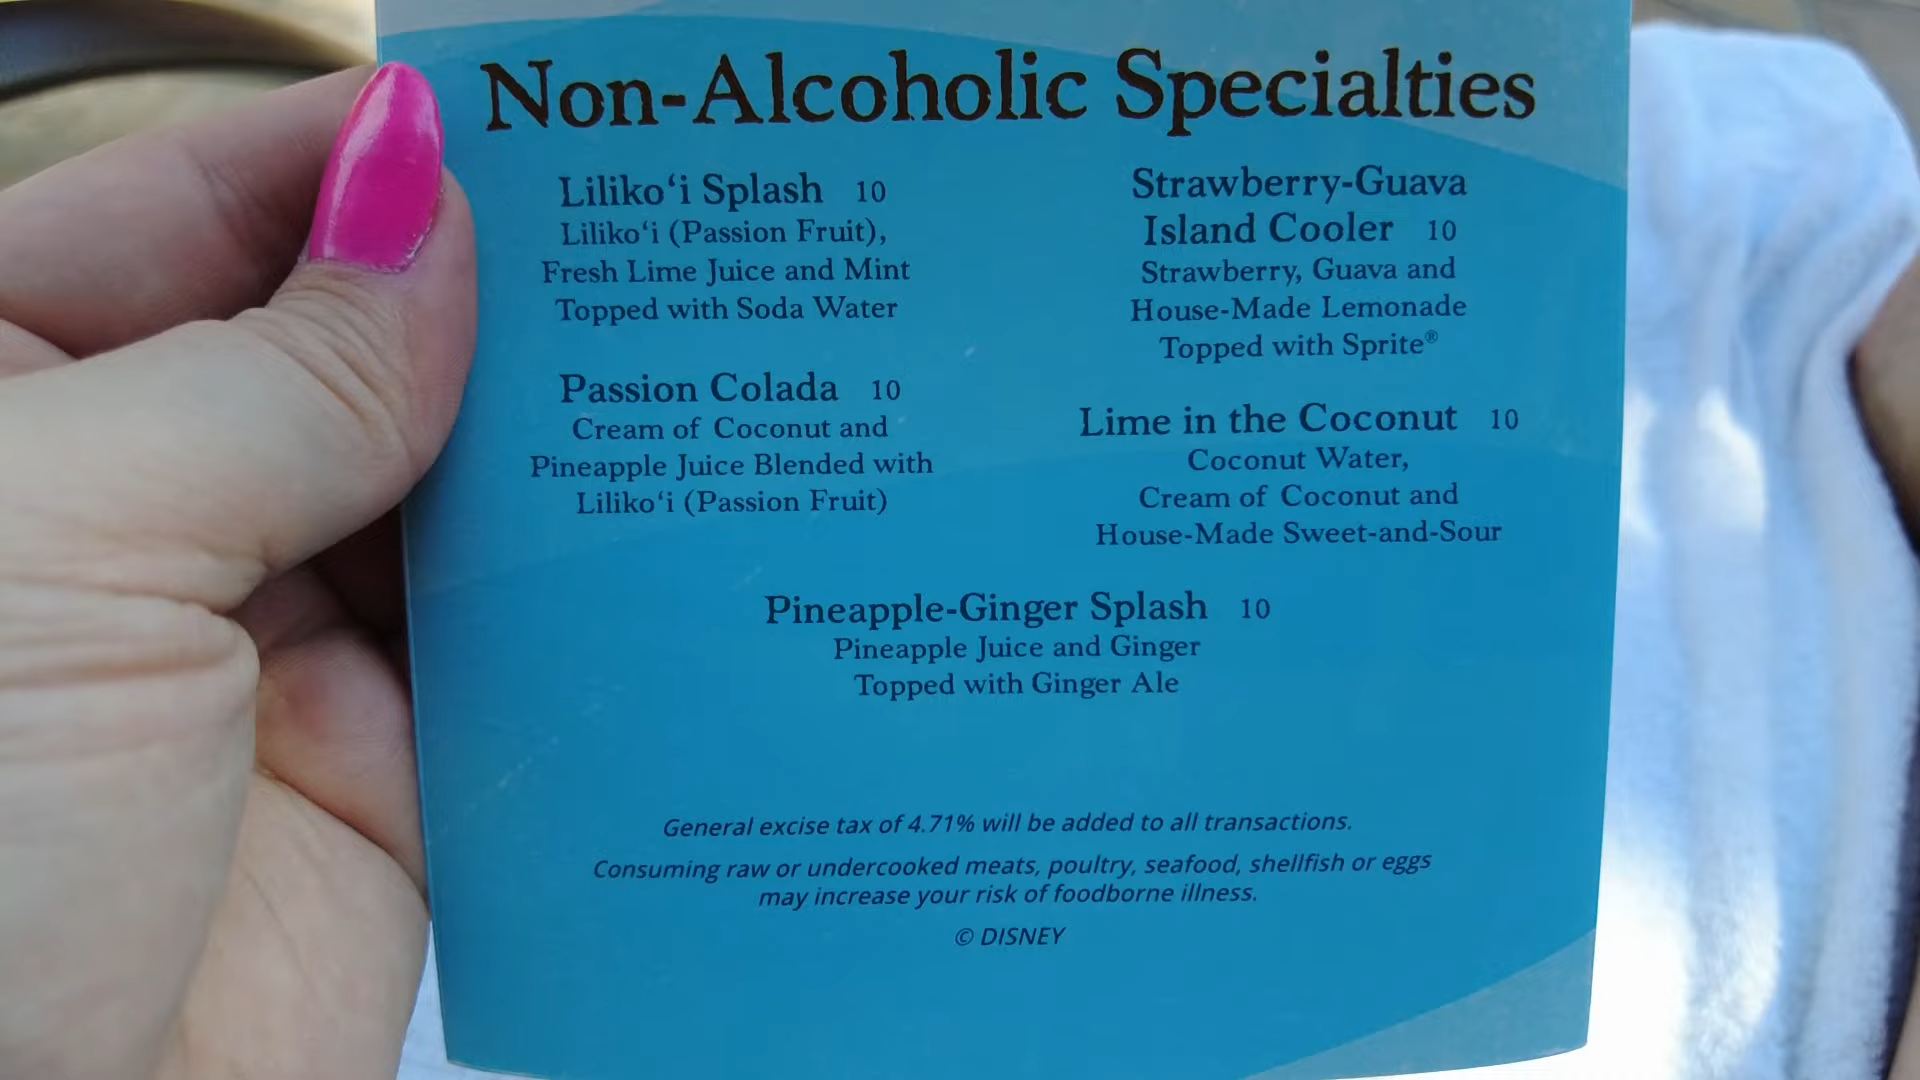 Non-Alcoholic Specialties
Liliko‘i Splash 10
Liliko‘i (Passion Fruit),
Fresh Lime Juice and Mint
Topped with Soda Water
Passion Colada 10
Cream of Coconut and
Pineapple Juice Blended with
Liliko‘i (Passion Fruit)
Strawberry-Guava
Island Cooler 10
Strawberry, Guava and
House-Made Lemonade
Topped with Sprite®
Lime in the Coconut 10
Coconut Water,
Cream of Coconut and
House-Made Sweet-and-Sour
Pineapple-Ginger Splash 10
Pineapple Juice and Ginger
Topped with Ginger Ale
General excise tax of 4.71% will be added to all transactions.
Consuming raw or undercooked meats, poultry, seafood, shellfish or eggs
may increase your risk of foodborne illness.
© DISNEY